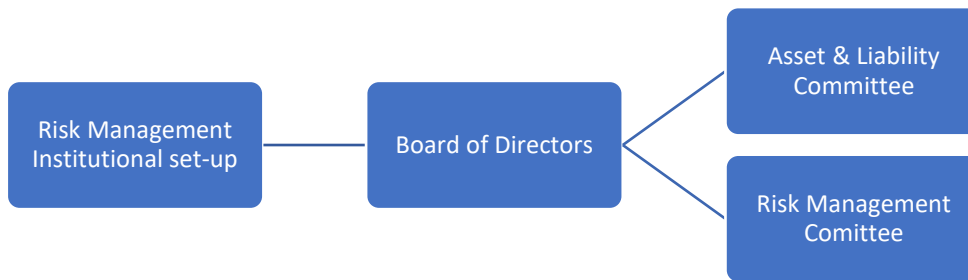 Risk Management
Institutional set-up
Board of Directors
Asset & Liability
Committee
Risk Management
Comittee